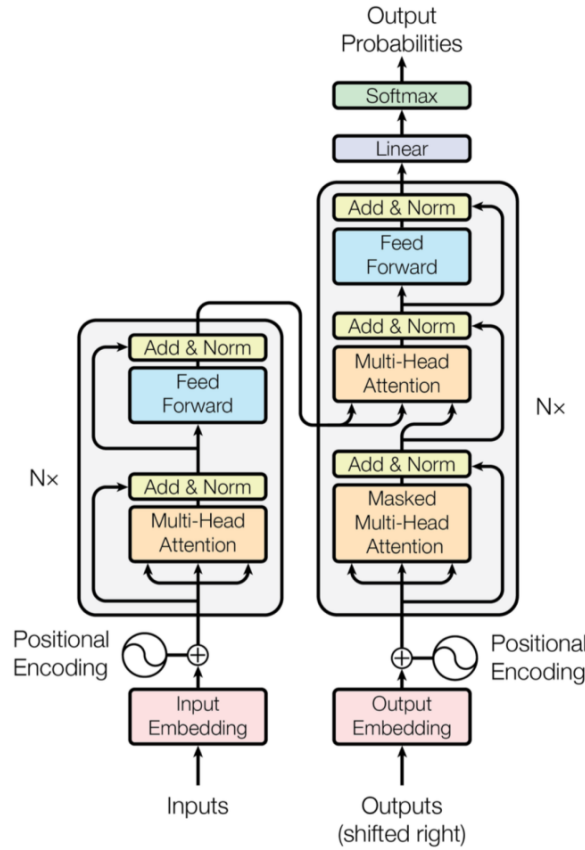 Output
Probabilities
Softmax
Linear
Add & Norm
Feed
Forward
Add & Norm
Multi-Head
Attention
Add & Norm
Masked
Multi-Head
Attention
Nx
Positional
Encoding
Output
Embedding
Outputs
(shifted right)
Add & Norm
Feed
Forward
Add & Norm
Multi-Head
Attention
Nx
Positional
Encoding
Input
Embedding
Inputs